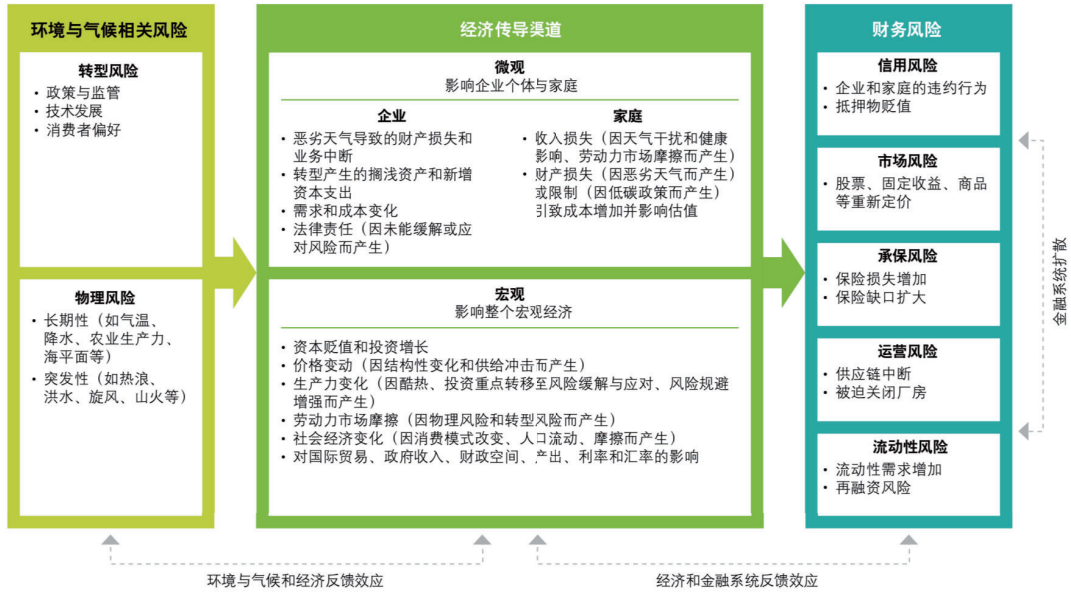 环境与气候相关风险
转型风险
• 政策与监管
• 技术发展
• 消费者偏好
物理风险
• 长期性（如气温、
降水、农业生产力、
海平面等）
• 突发性（如热浪、
洪水、旋风、山火等）
经济传导渠道
微观
影响企业个体与家庭
企业
• 恶劣天气导致的财产损失和
业务中断
• 转型产生的搁浅资产和新增
资本支出
• 需求和成本变化
• 法律责任（因未能缓解或应
对风险而产生）
家庭
• 收入损失（因天气干扰和健康
影响、劳动力市场摩擦而产生）
• 财产损失（因恶劣天气而产生）
或限制（因低碳政策而产生）
引致成本增加并影响估值
宏观
影响整个宏观经济
• 资本贬值和投资增长
• 价格变动（因结构性变化和供给冲击而产生）
• 生产力变化（因酷热、投资重点转移至风险缓解与应对、风险规避
增强而产生）
• 劳动力市场摩擦（因物理风险和转型风险而产生）
• 社会经济变化（因消费模式改变、人口流动、摩擦而产生）
• 对国际贸易、政府收入、财政空间、产出、利率和汇率的影响
财务风险
信用风险
• 企业和家庭的违约行为
• 抵押物贬值
市场风险
• 股票、固定收益、商品
等重新定价
承保风险
• 保险损失增加
• 保险缺口扩大
运营风险
• 供应链中断
• 被迫关闭厂房
流动性风险
• 流动性需求增加
• 再融资风险
金融系统扩散
环境与气候和经济反馈效应
经济和金融系统反馈效应